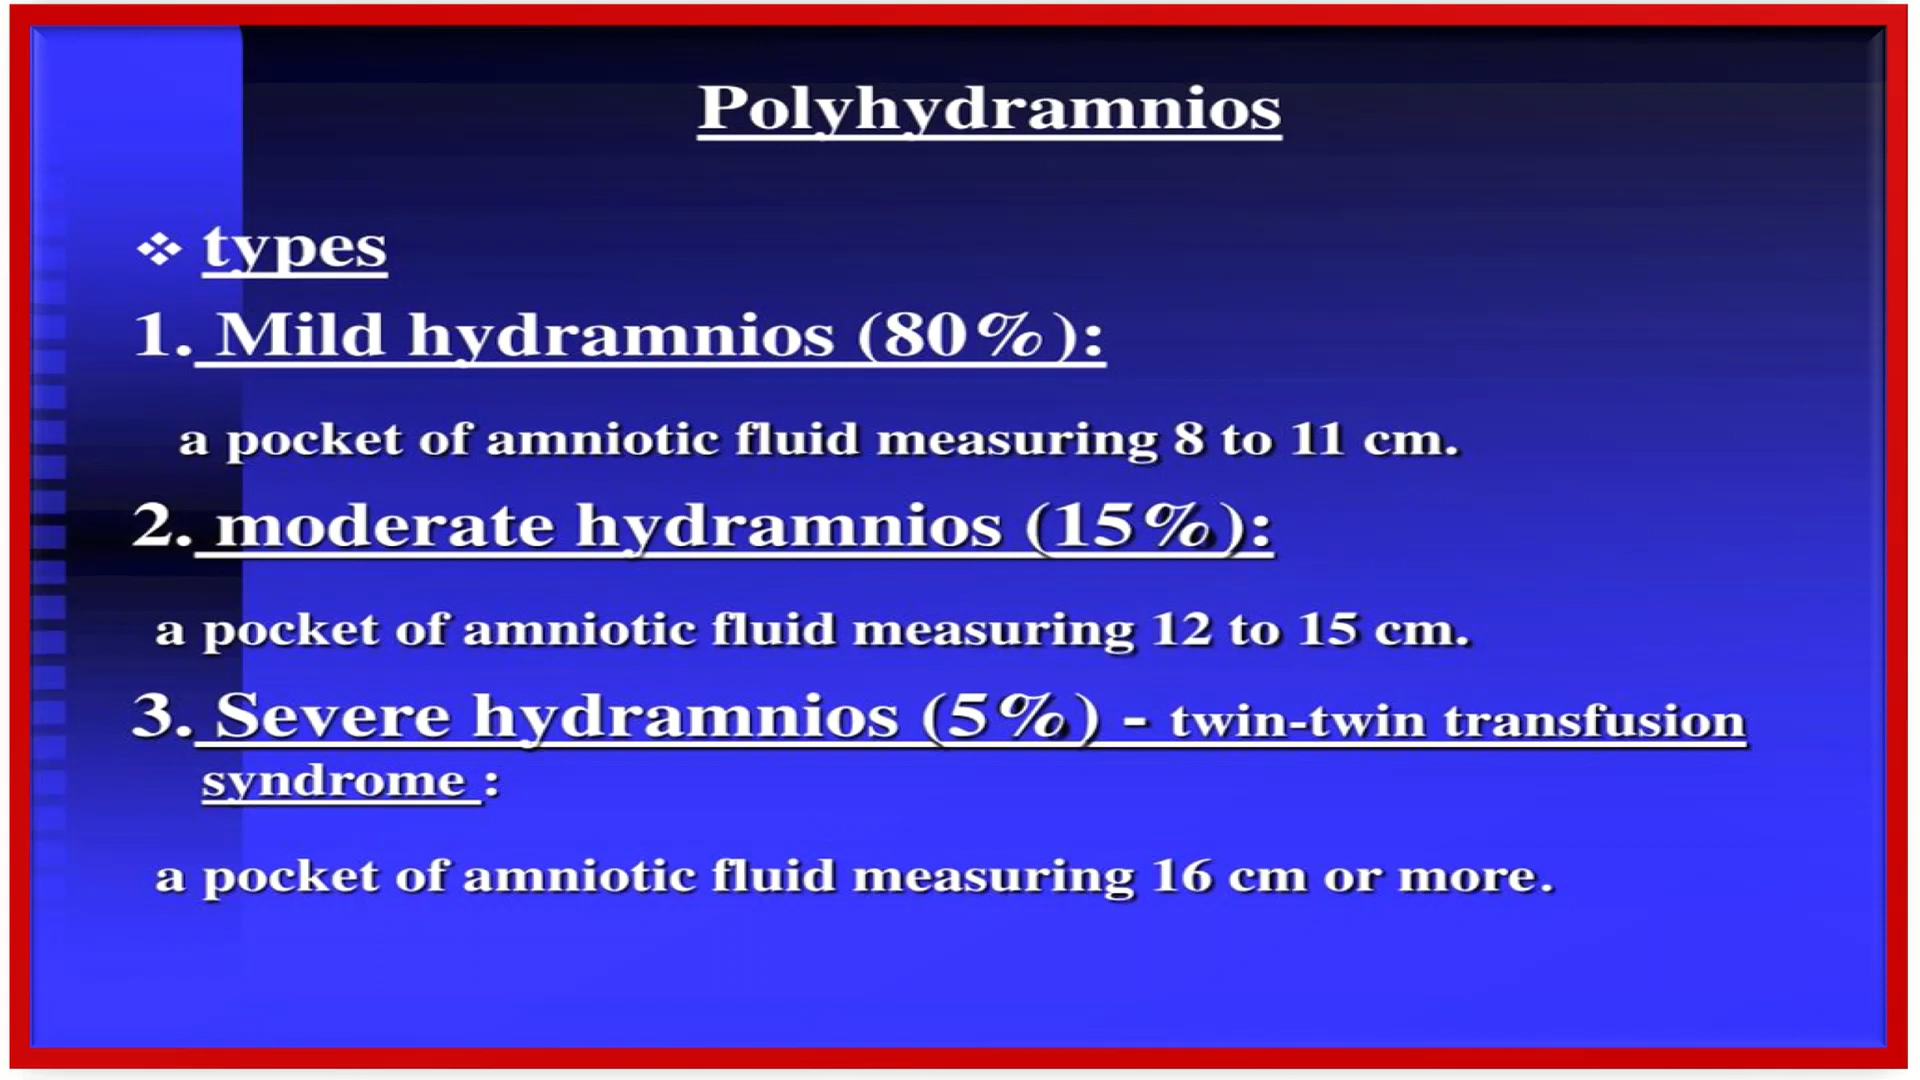 Polyhydramnios
❖ types
1. Mild hydramnios (80%):
a pocket of amniotic fluid measuring 8 to 11 cm.
2. moderate hydramnios (15%):
a pocket of amniotic fluid measuring 12 to 15 cm.
3. Severe hydramnios (5%) - twin-twin transfusion
syndrome :
a pocket of amniotic fluid measuring 16 cm or more.